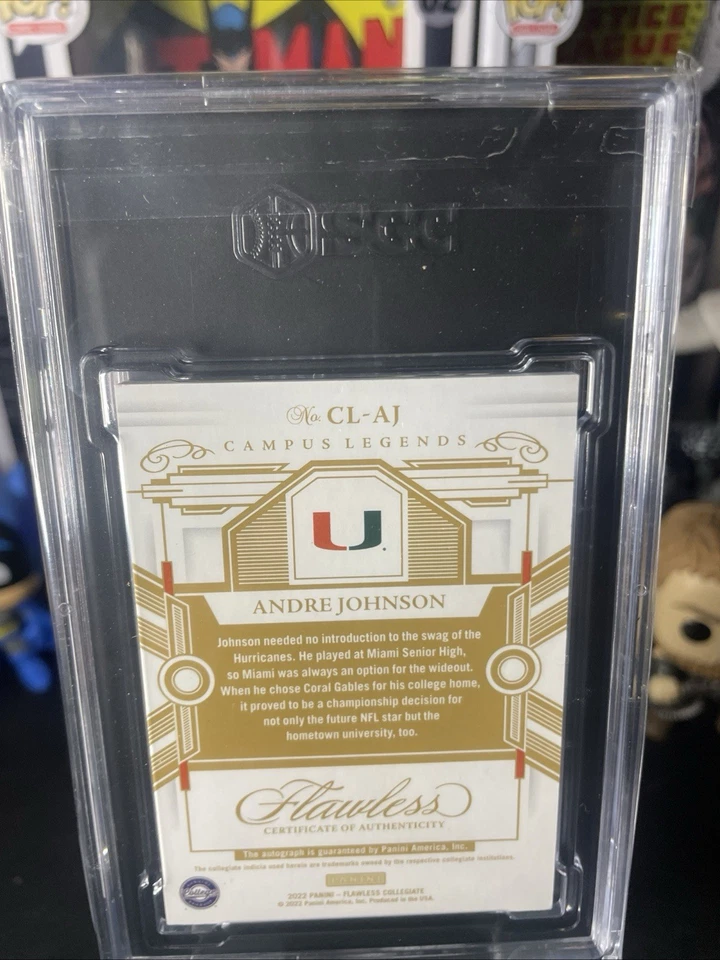 TMAN
02
TICE
GUE
SGC
No. CL-AJ
CAMPUS LEGENDS
U
ANDRE JOHNSON
Johnson needed no introduction to the swag of the
Hurricanes. He played at Miami Senior High,
so Miami was always an option for the wideout.
When he chose Coral Gables for his college home,
it proved to be a championship decision for
not only the future NFL star but the
hometown university, too.
Flawless
CERTIFICATE OF AUTHENTICITY
The autograph is guaranteed by Panini America, Inc.
The collegiate indicia used herein are trademarks owned by the respective collegiate institutions.
PANINI
2022 PANINI – FLAWLESS COLLEGIATE
© 2022 Panini America, Inc. Produced in the USA.